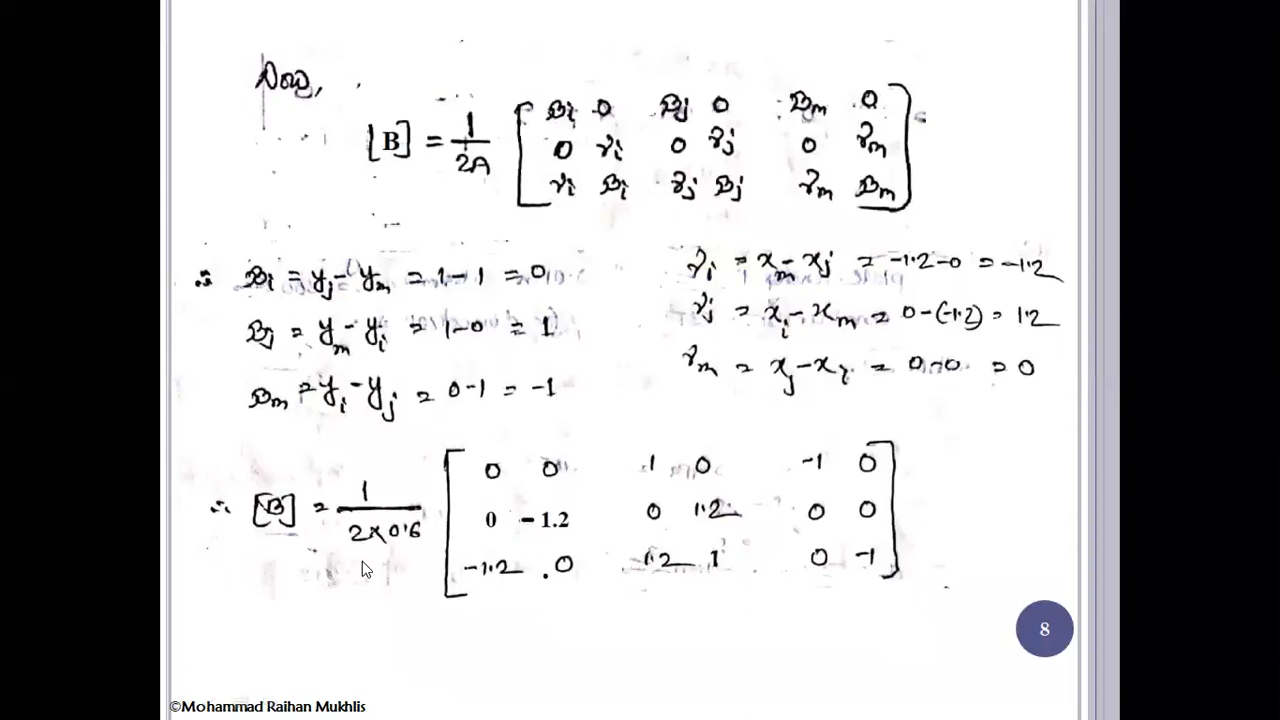 Now,
[B] = 1/2A [ βi 0 βj 0 βm 0
0 γi 0 γj 0 γm
γi βi γj βj γm βm ]
∴ βi = yj - ym = 1 - 1 = 0
γi = xm - xj = -1.2 - 0 = -1.2
βj = ym - yi = 1 - 0 = 1
γj = xi - xm = 0 - (-1.2) = 1.2
βm = yi - yj = 0 - 1 = -1
γm = xj - xi = 0 - 0 = 0
∴ [B] = 1/2×0.6 [ 0 0 1 0 -1 0
0 -1.2 0 1.2 0 0
-1.2 0 1.2 1 0 -1 ]
8
©Mohammad Raihan Mukhlis